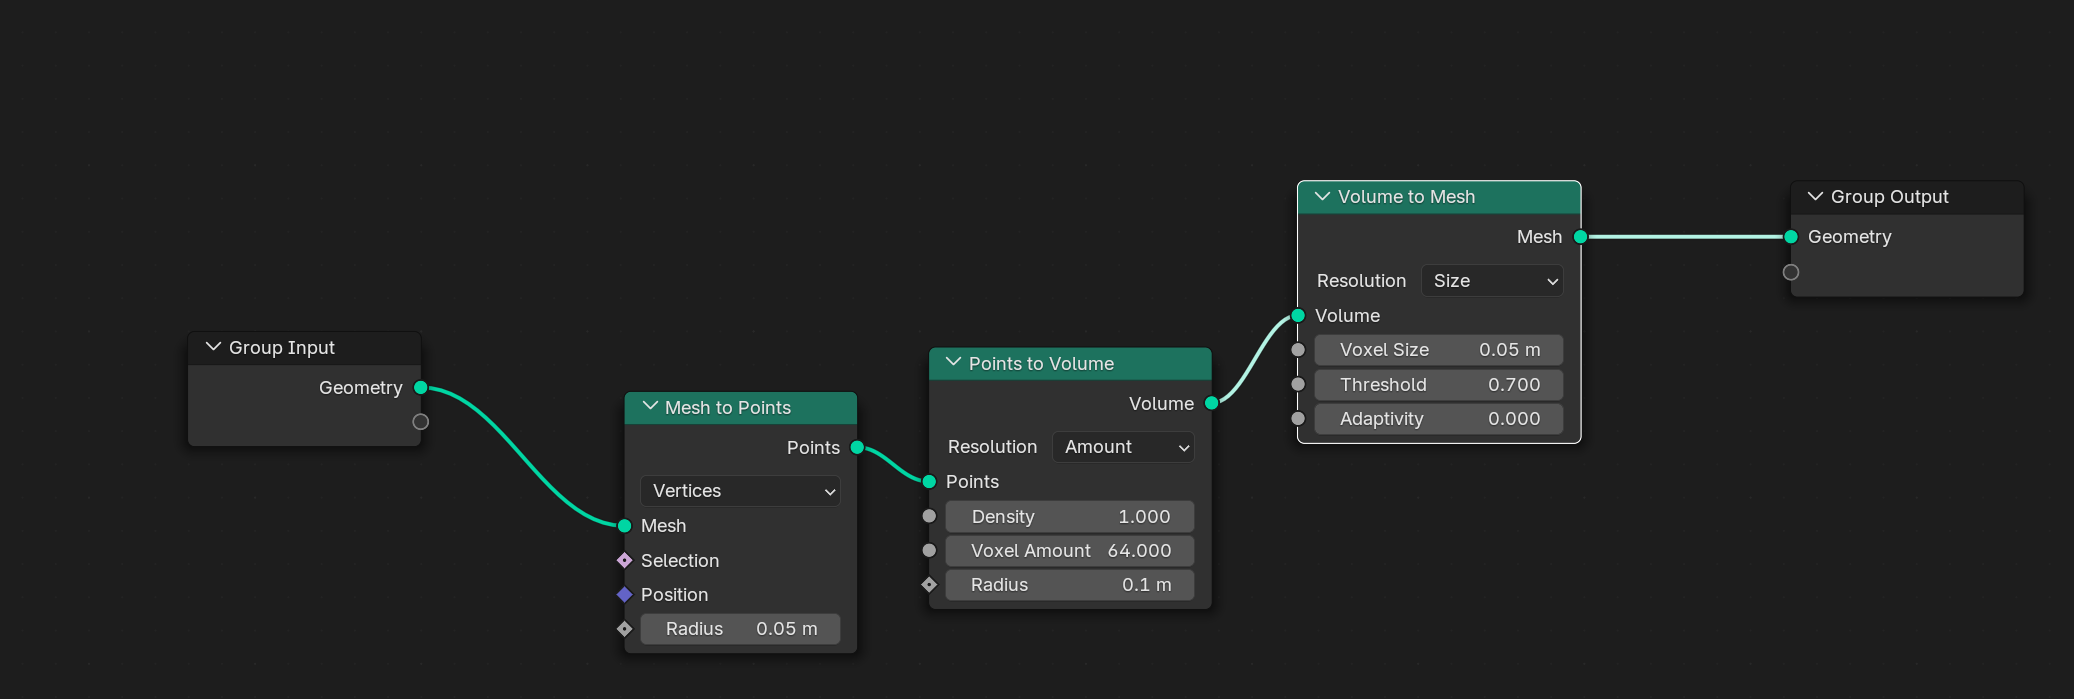 Group Input
Geometry
Mesh to Points
Points
Vertices
Mesh
Selection
Position
Radius 0.05 m
Points to Volume
Volume
Resolution Amount
Points
Density 1.000
Voxel Amount 64.000
Radius 0.1 m
Volume to Mesh
Mesh
Resolution Size
Volume
Voxel Size 0.05 m
Threshold 0.700
Adaptivity 0.000
Group Output
Geometry